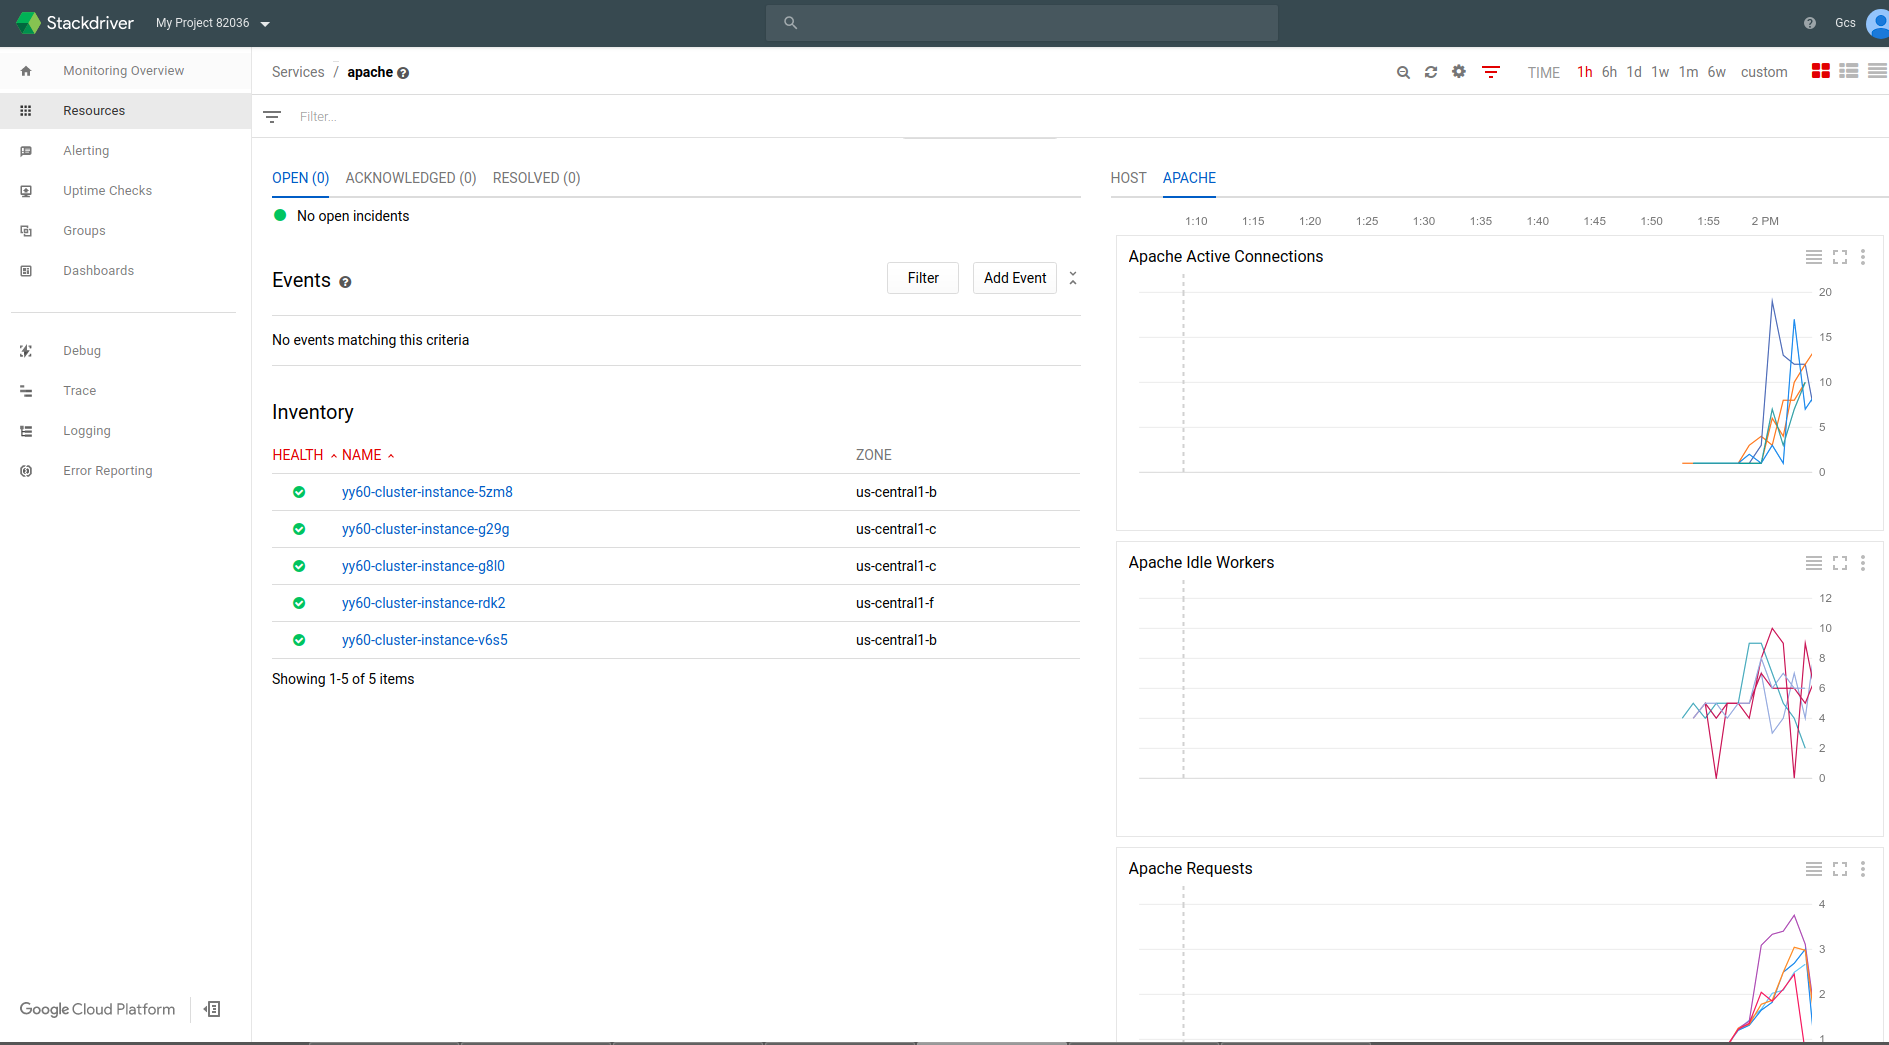 Stackdriver My Project 82036 Gcs
Monitoring Overview
Resources
Alerting
Uptime Checks
Groups
Dashboards
Debug
Trace
Logging
Error Reporting
Google Cloud Platform
Services / apache
TIME 1h 6h 1d 1w 1m 6w custom
Filter...
OPEN (0) ACKNOWLEDGED (0) RESOLVED (0)
No open incidents
Events
Filter Add Event
No events matching this criteria
Inventory
HEALTH NAME ZONE
yy60-cluster-instance-5zm8 us-central1-b
yy60-cluster-instance-g29g us-central1-c
yy60-cluster-instance-g8l0 us-central1-c
yy60-cluster-instance-rdk2 us-central1-f
yy60-cluster-instance-v6s5 us-central1-b
Showing 1-5 of 5 items
HOST APACHE
1:10 1:15 1:20 1:25 1:30 1:35 1:40 1:45 1:50 1:55 2 PM
Apache Active Connections
20
15
10
5
0
Apache Idle Workers
12
10
8
6
4
2
0
Apache Requests
4
3
2
1